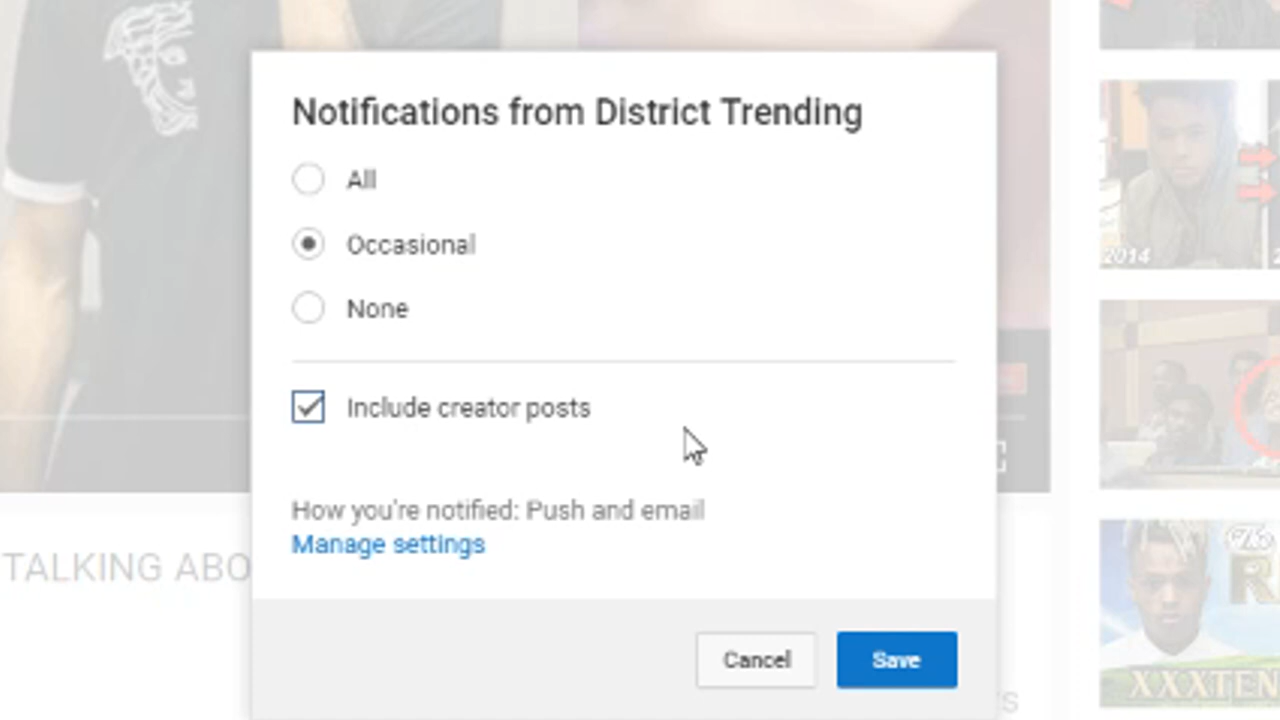 Notifications from District Trending
All
Occasional
2014
None
Include creator posts
How you're notified: Push and email
Manage settings
TALKING ABO
Cancel
Save
XXXTEN